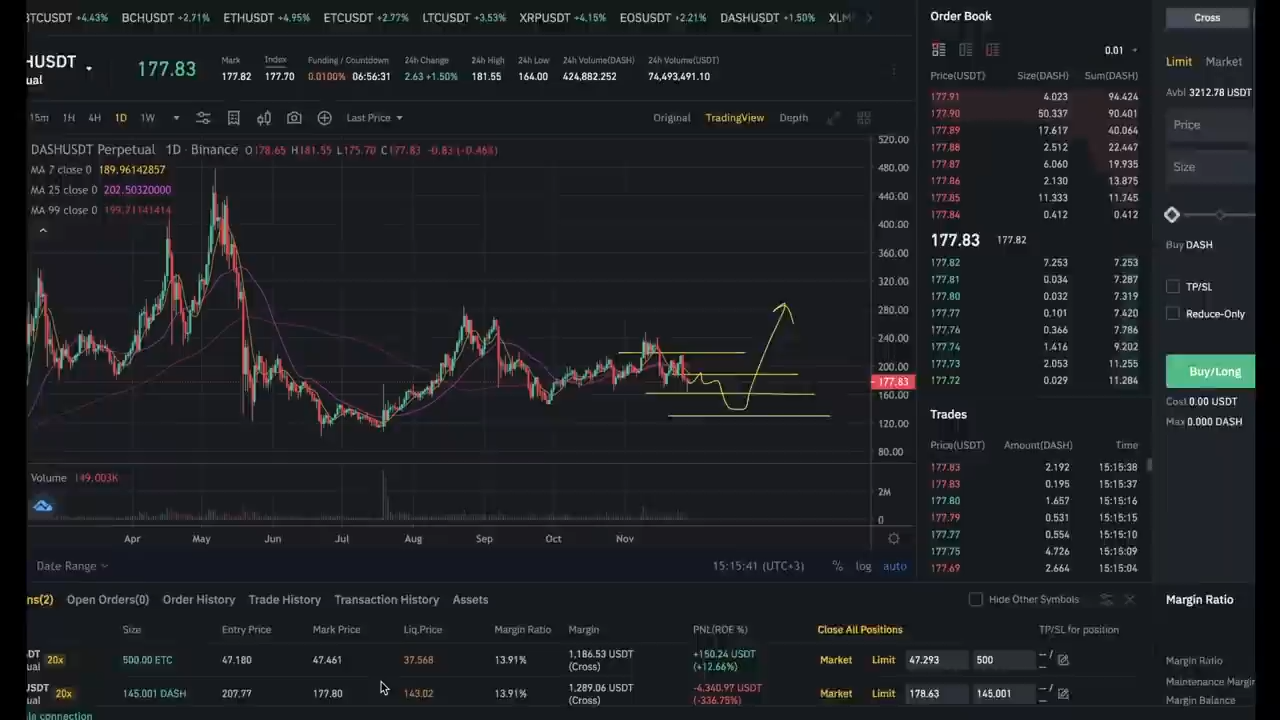 BTCUSDT +4.43% BCHUSDT +2.71% ETHUSDT +4.95% ETCUSDT +2.77% LTCUSDT +3.53% XRPUSDT +4.15% EOSUSDT +2.21% DASHUSDT +1.50% XLM
HUSDT
ual
177.83
Mark
177.82
Index
177.70
Funding / Countdown
0.0100% 06:56:31
24h Change
2.63 +1.50%
24h High
181.55
24h Low
164.00
24h Volume(DASH)
424,882.252
24h Volume(USDT)
74,493,491.10
15m 1H 4H 1D 1W Last Price Original TradingView Depth
DASHUSDT Perpetual 1D · Binance O178.65 H181.55 L175.70 C177.83 -0.83 (-0.46%)
MA 7 close 0 189.96142857
MA 25 close 0 202.50320000
MA 99 close 0 199.71141414
520.00
480.00
440.00
400.00
360.00
320.00
280.00
240.00
200.00
177.83
160.00
120.00
80.00
Volume 149.003K
2M
0
Apr May Jun Jul Aug Sep Oct Nov
Date Range 15:15:41 (UTC+3) % log auto
Order Book
0.01
Price(USDT) Size(DASH) Sum(DASH)
177.91 4.023 94.424
177.90 50.337 90.401
177.89 17.617 40.064
177.88 2.512 22.447
177.87 6.060 19.935
177.86 2.130 13.875
177.85 11.333 11.745
177.84 0.412 0.412
177.83 177.82
177.82 7.253 7.253
177.81 0.034 7.287
177.80 0.032 7.319
177.77 0.101 7.420
177.76 0.366 7.786
177.74 1.416 9.202
177.73 2.053 11.255
177.72 0.029 11.284
Trades
Price(USDT) Amount(DASH) Time
177.83 2.192 15:15:38
177.83 0.195 15:15:37
177.80 1.657 15:15:16
177.79 0.531 15:15:15
177.77 0.554 15:15:10
177.75 4.726 15:15:09
177.69 2.664 15:15:04
Cross
Limit Market
Avbl 3212.78 USDT
Price
Size
Buy DASH
TP/SL
Reduce-Only
Buy/Long
Cost 0.00 USDT
Max 0.000 DASH
ns(2) Open Orders(0) Order History Trade History Transaction History Assets Hide Other Symbols
Size Entry Price Mark Price Liq.Price Margin Ratio Margin PNL(ROE %) Close All Positions TP/SL for position
DT
ual 20x 500.00 ETC 47.180 47.461 37.568 13.91% 1,186.53 USDT
(Cross) +150.24 USDT
(+12.66%) Market Limit 47.293 500 -- /
--
USDT
ual 20x 145.001 DASH 207.77 177.80 143.02 13.91% 1,289.06 USDT
(Cross) -4,340.97 USDT
(-336.75%) Market Limit 178.63 145.001 -- /
--
le connection
Margin Ratio
Margin Ratio
Maintenance Margin
Margin Balance